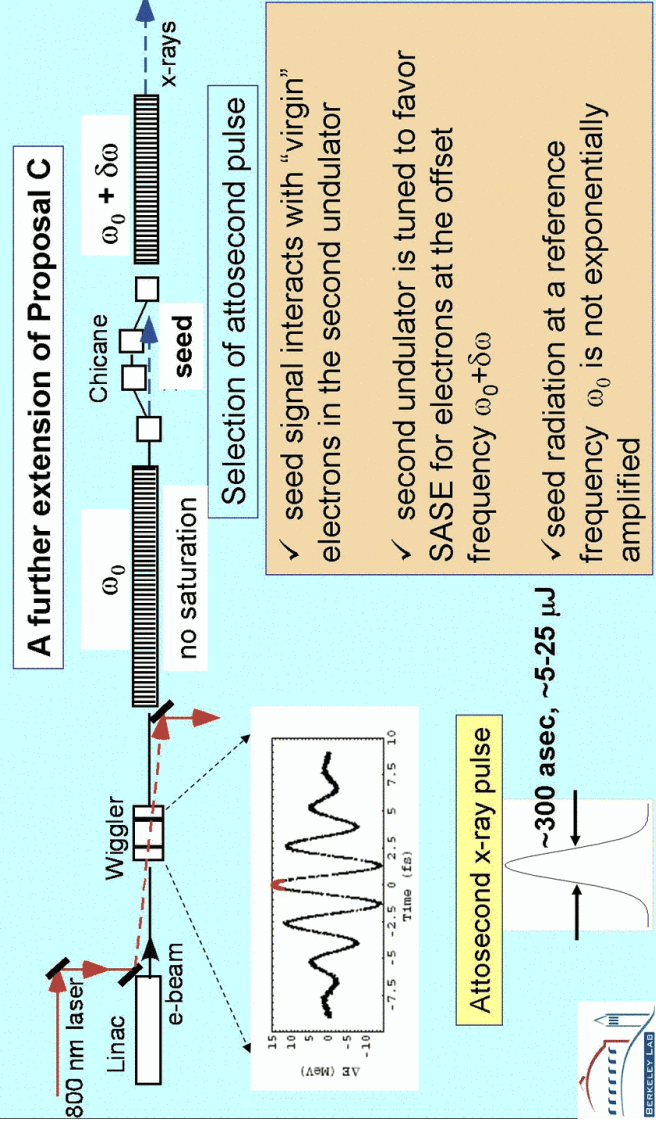 A further extension of Proposal C
800 nm laser
Linac
e-beam
Wiggler
ω₀
no saturation
Chicane
seed
ω₀ + δω
x-rays
ΔE (MeV)
15
10
5
0
-5
-10
-7.5
-5
-2.5
0
2.5
5
7.5
10
Time (fs)
Selection of attosecond pulse
✓ seed signal interacts with “virgin”
electrons in the second undulator
✓ second undulator is tuned to favor
SASE for electrons at the offset
frequency ω₀+δω
✓ seed radiation at a reference
frequency ω₀ is not exponentially
amplified
Attosecond x-ray pulse
~300 asec, ~5-25 μJ
BERKELEY LAB